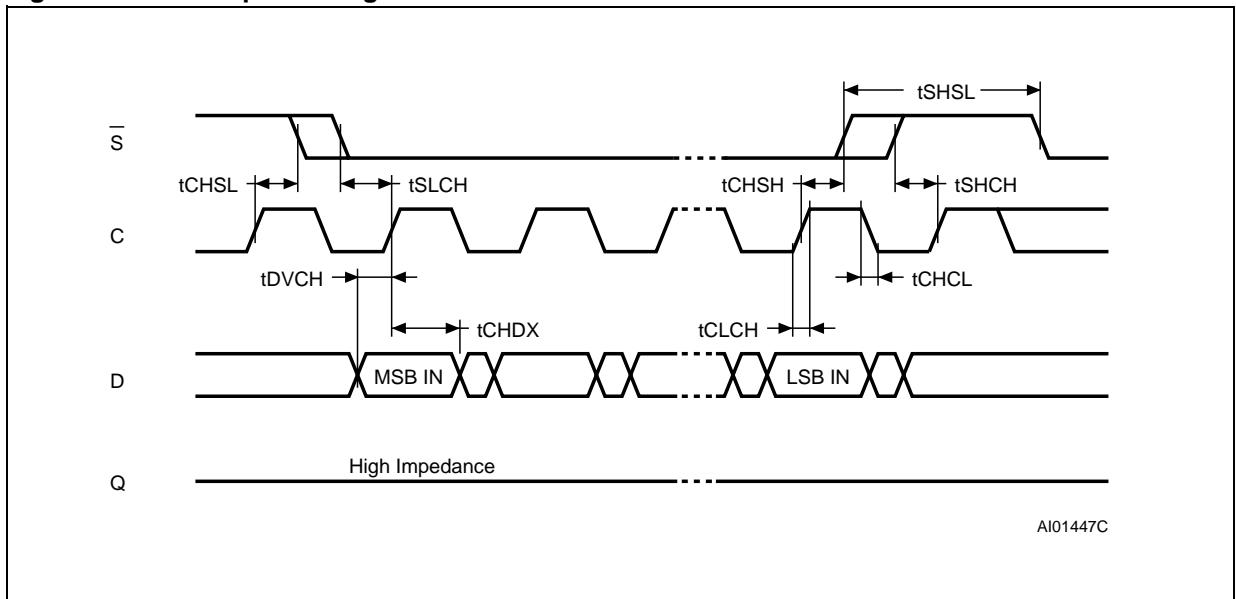 tSHSL
S
tCHSL
tSLCH
tCHSH
tSHCH
C
tDVCH
tCHCL
tCHDX
tCLCH
D
MSB IN
LSB IN
High Impedance
Q
AI01447C